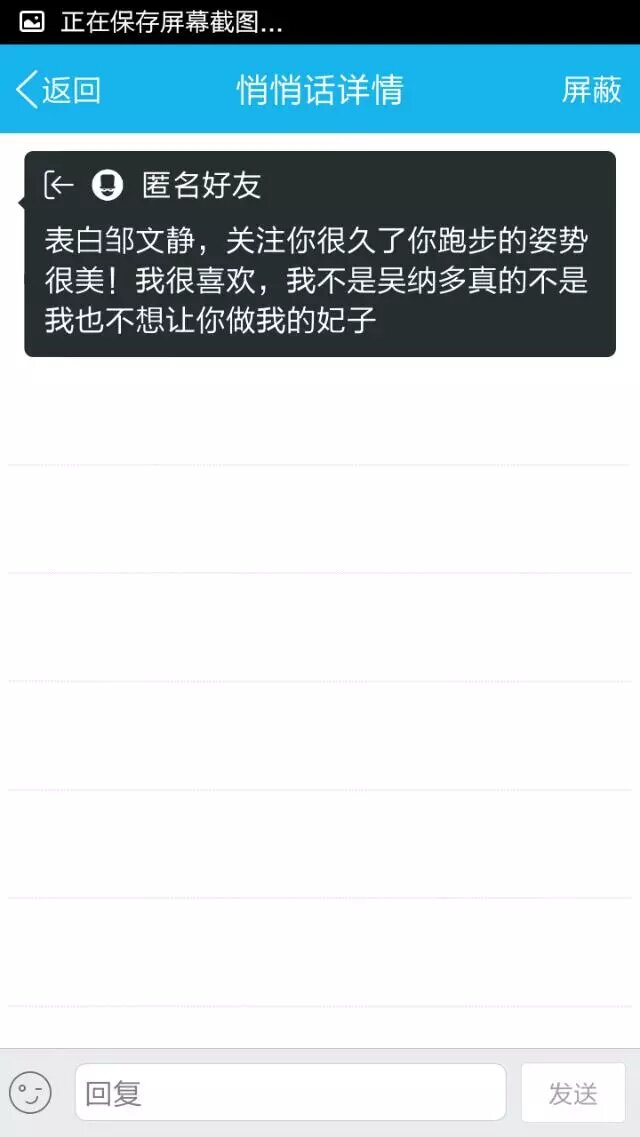 正在保存屏幕截图...
返回 悄悄话详情 屏蔽
匿名好友
表白邹文静，关注你很久了你跑步的姿势
很美！我很喜欢，我不是吴纳多真的不是
我也不想让你做我的妃子
回复 发送